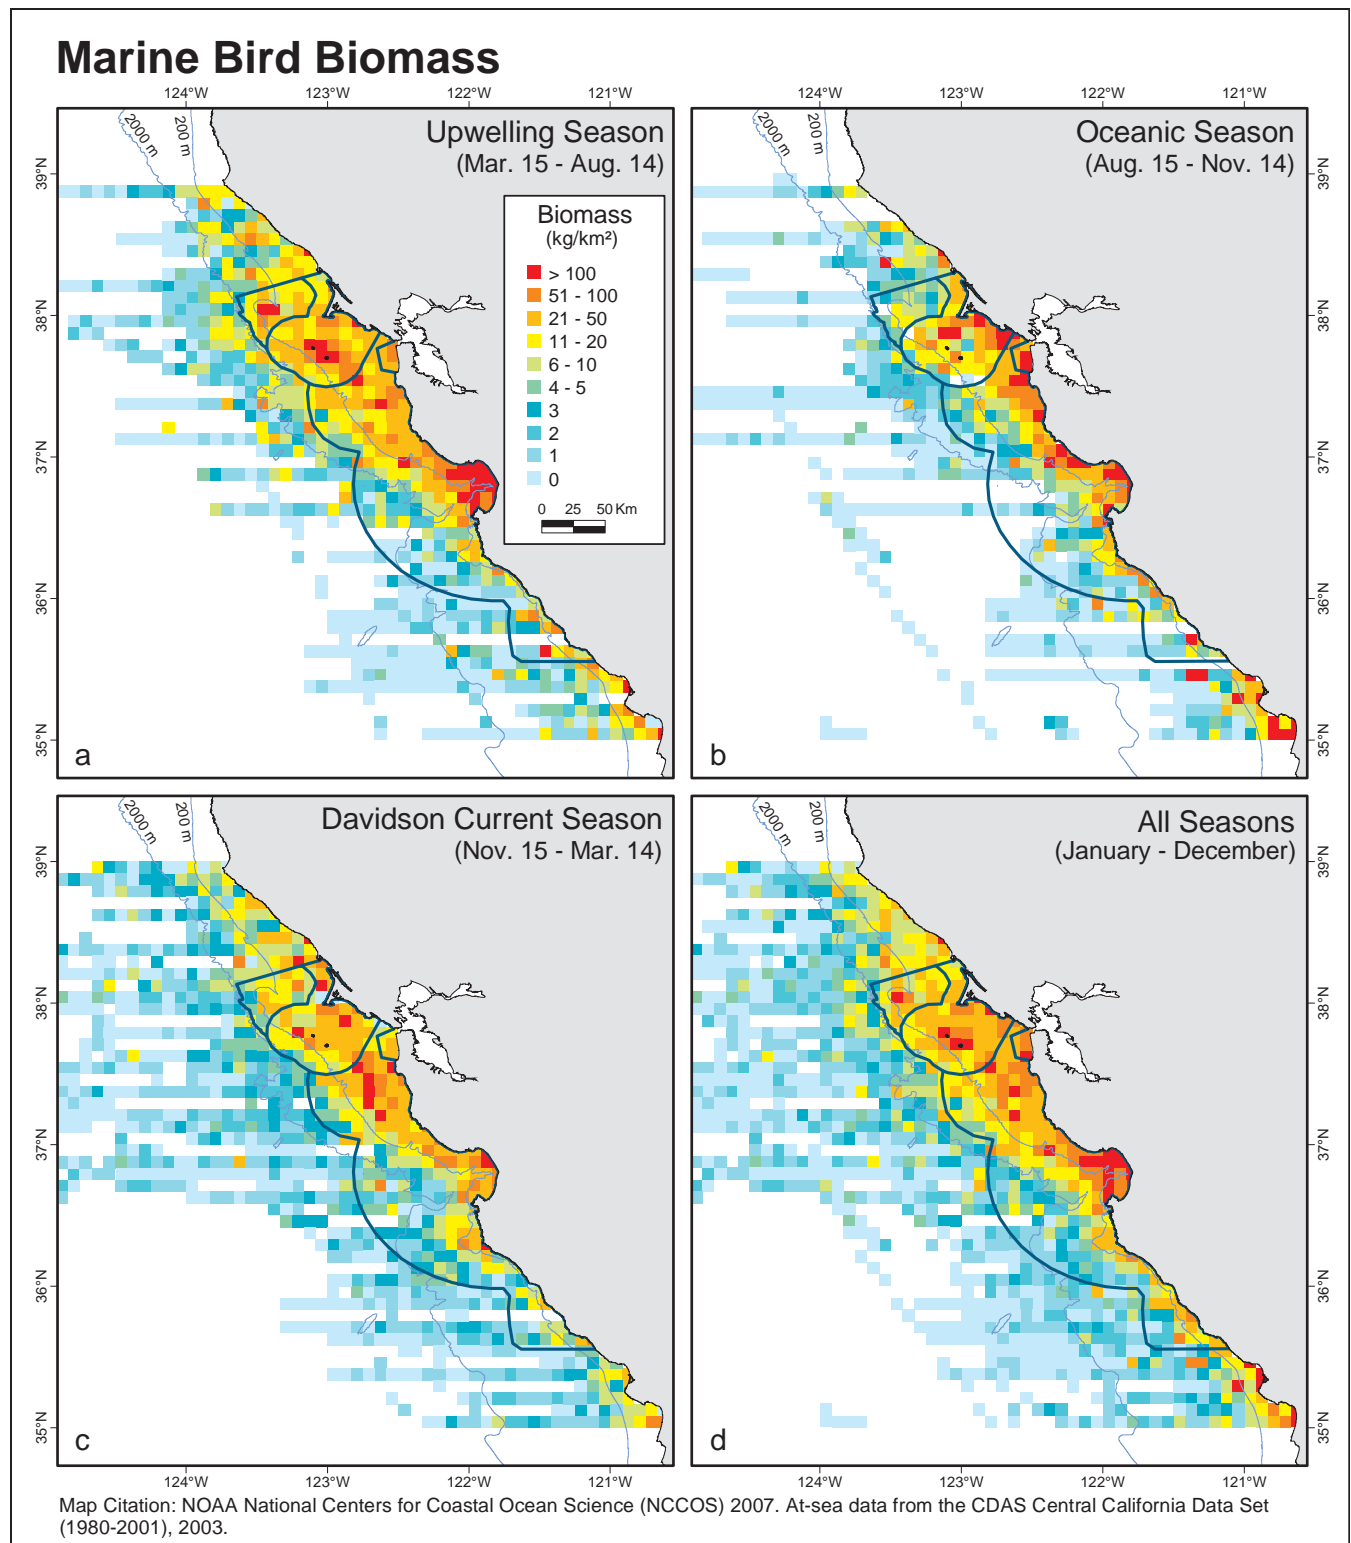 Marine Bird Biomass
124°W 123°W 122°W 121°W 124°W 123°W 122°W 121°W
2000 m 200 m
Upwelling Season
(Mar. 15 - Aug. 14)
Biomass
(kg/km²)
> 100
51 - 100
21 - 50
11 - 20
6 - 10
4 - 5
3
2
1
0
0 25 50 Km
39°N
38°N
37°N
36°N
35°N
a
2000 m 200 m
Oceanic Season
(Aug. 15 - Nov. 14)
39°N
38°N
37°N
36°N
35°N
b
2000 m 200 m
Davidson Current Season
(Nov. 15 - Mar. 14)
39°N
38°N
37°N
36°N
35°N
c
2000 m 200 m
All Seasons
(January - December)
39°N
38°N
37°N
36°N
35°N
d
124°W 123°W 122°W 121°W 124°W 123°W 122°W 121°W
Map Citation: NOAA National Centers for Coastal Ocean Science (NCCOS) 2007. At-sea data from the CDAS Central California Data Set
(1980-2001), 2003.